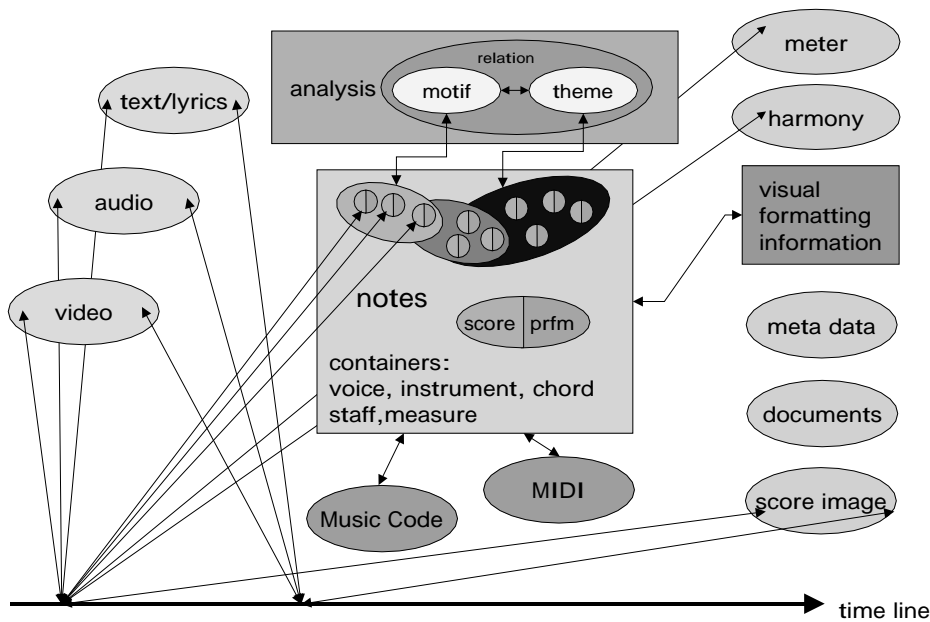 meter
relation
analysis
motif
theme
text/lyrics
harmony
audio
visual
formatting
information
notes
video
score
prfm
meta data
containers:
voice, instrument, chord
staff,measure
documents
MIDI
score image
Music Code
time line